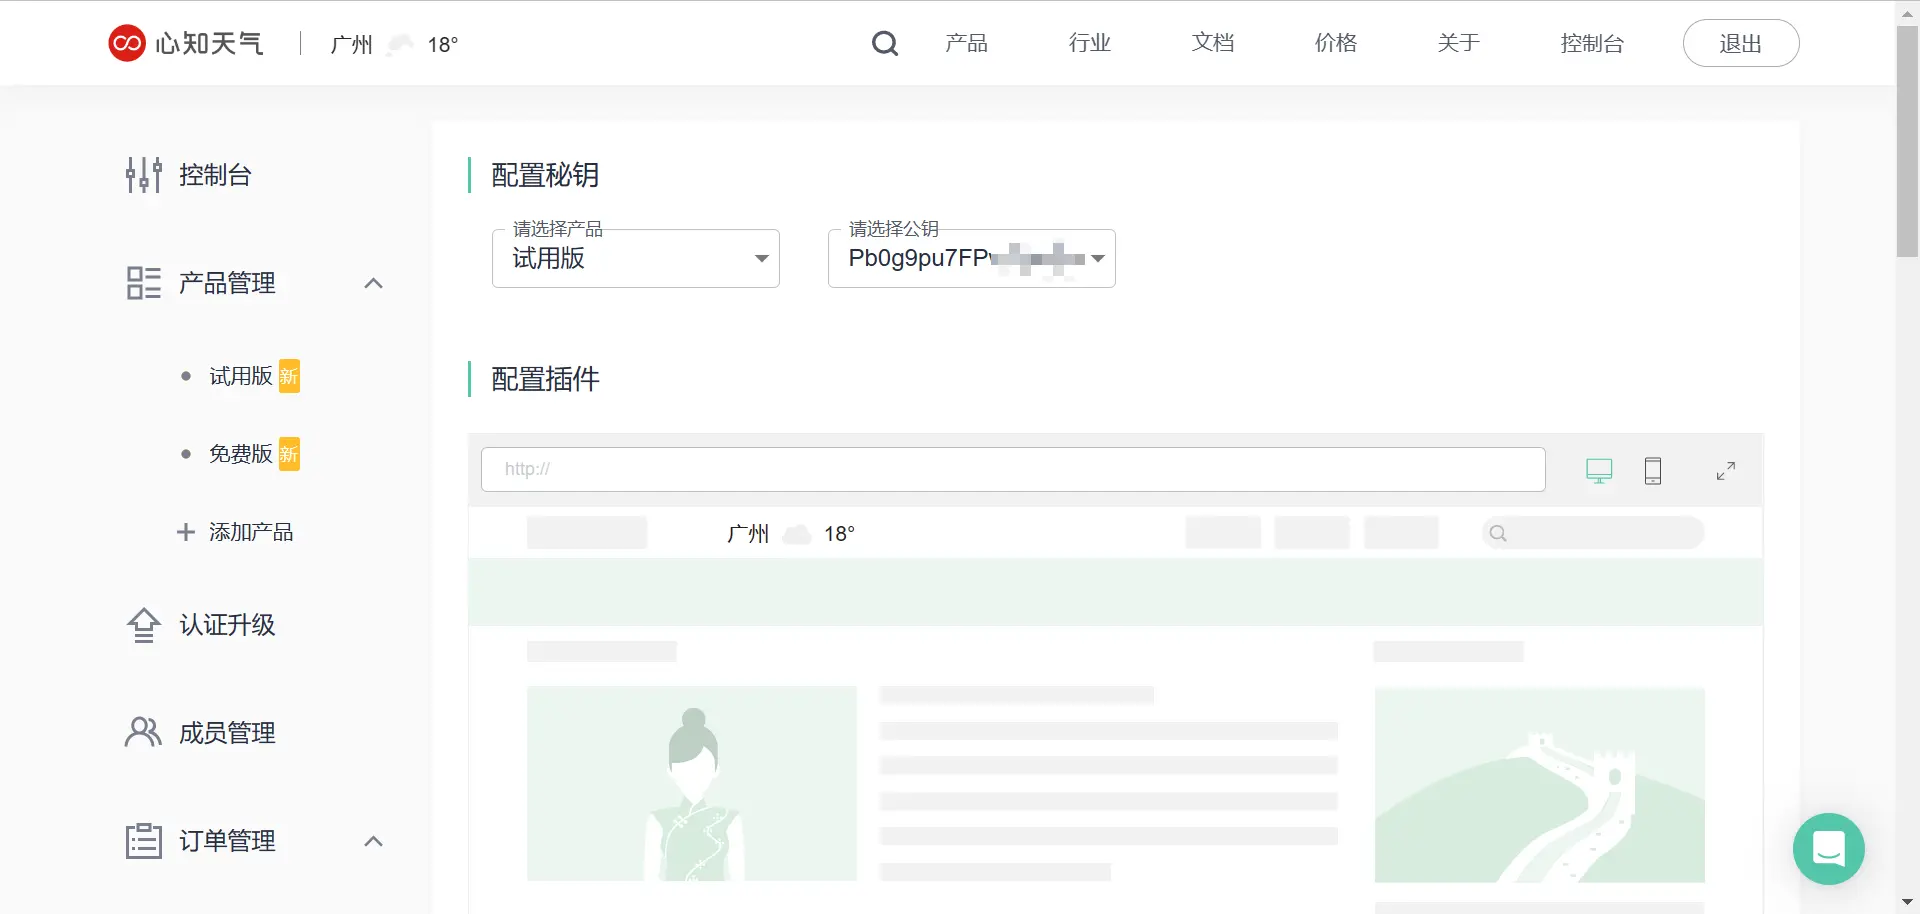 心知天气 广州 18° 产品 行业 文档 价格 关于 控制台 退出
控制台
产品管理
试用版 新
免费版 新
添加产品
认证升级
成员管理
订单管理
配置秘钥
请选择产品
试用版
请选择公钥
Pb0g9pu7FP
配置插件
http://
广州 18°